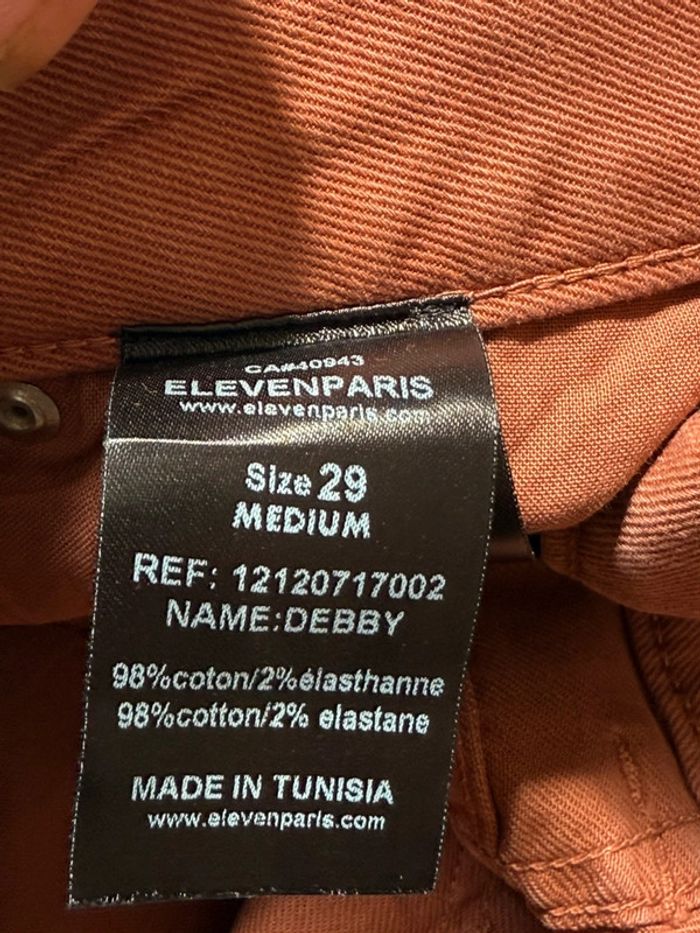 CA#40943
ELEVENPARIS
www.elevenparis.com
Size 29
MEDIUM
REF: 12120717002
NAME:DEBBY
98%coton/2%élasthanne
98%cotton/2% elastane
MADE IN TUNISIA
www.elevenparis.com